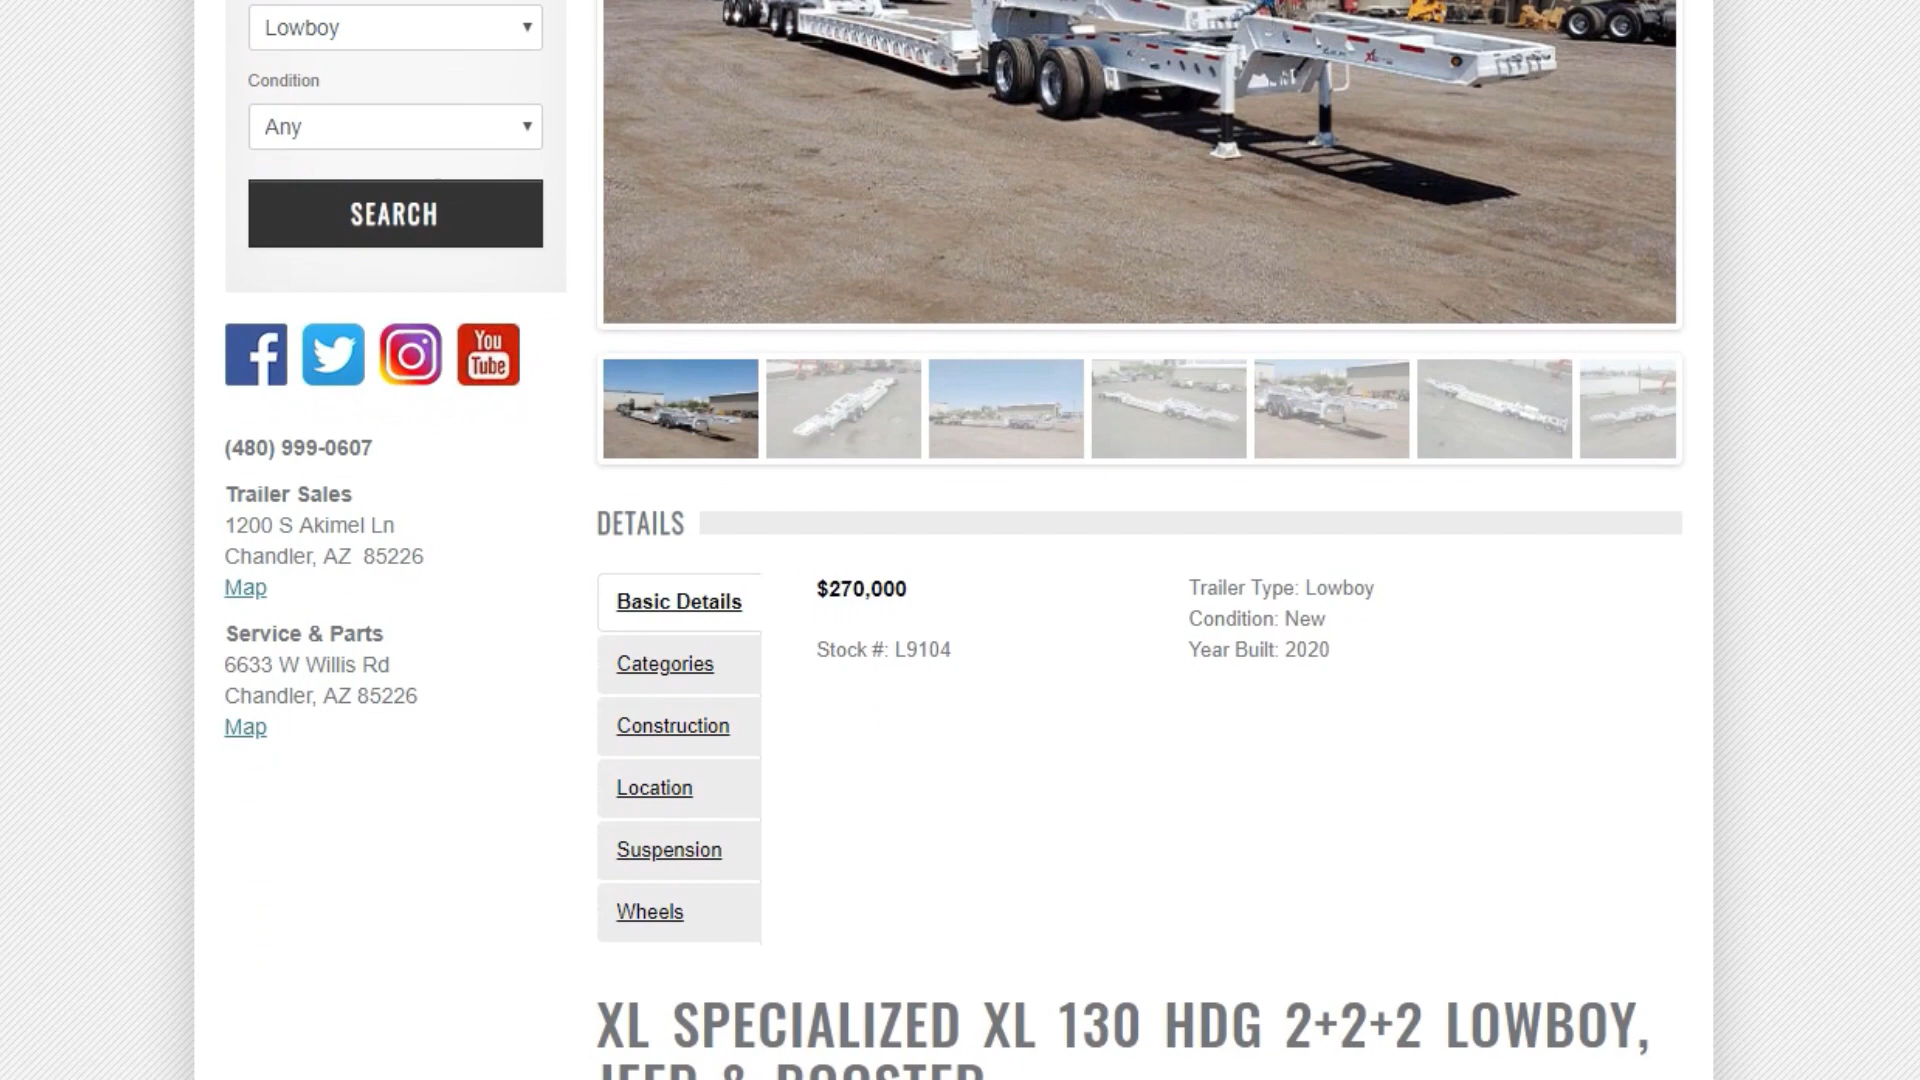 Lowboy
Condition
Any
SEARCH
You
Tube
(480) 999-0607
Trailer Sales
1200 S Akimel Ln
Chandler, AZ 85226
Map
Service & Parts
6633 W Willis Rd
Chandler, AZ 85226
Map
DETAILS
Basic Details
Categories
Construction
Location
Suspension
Wheels
$270,000
Stock #: L9104
Trailer Type: Lowboy
Condition: New
Year Built: 2020
XL SPECIALIZED XL 130 HDG 2+2+2 LOWBOY,
JEEP & BOOSTER